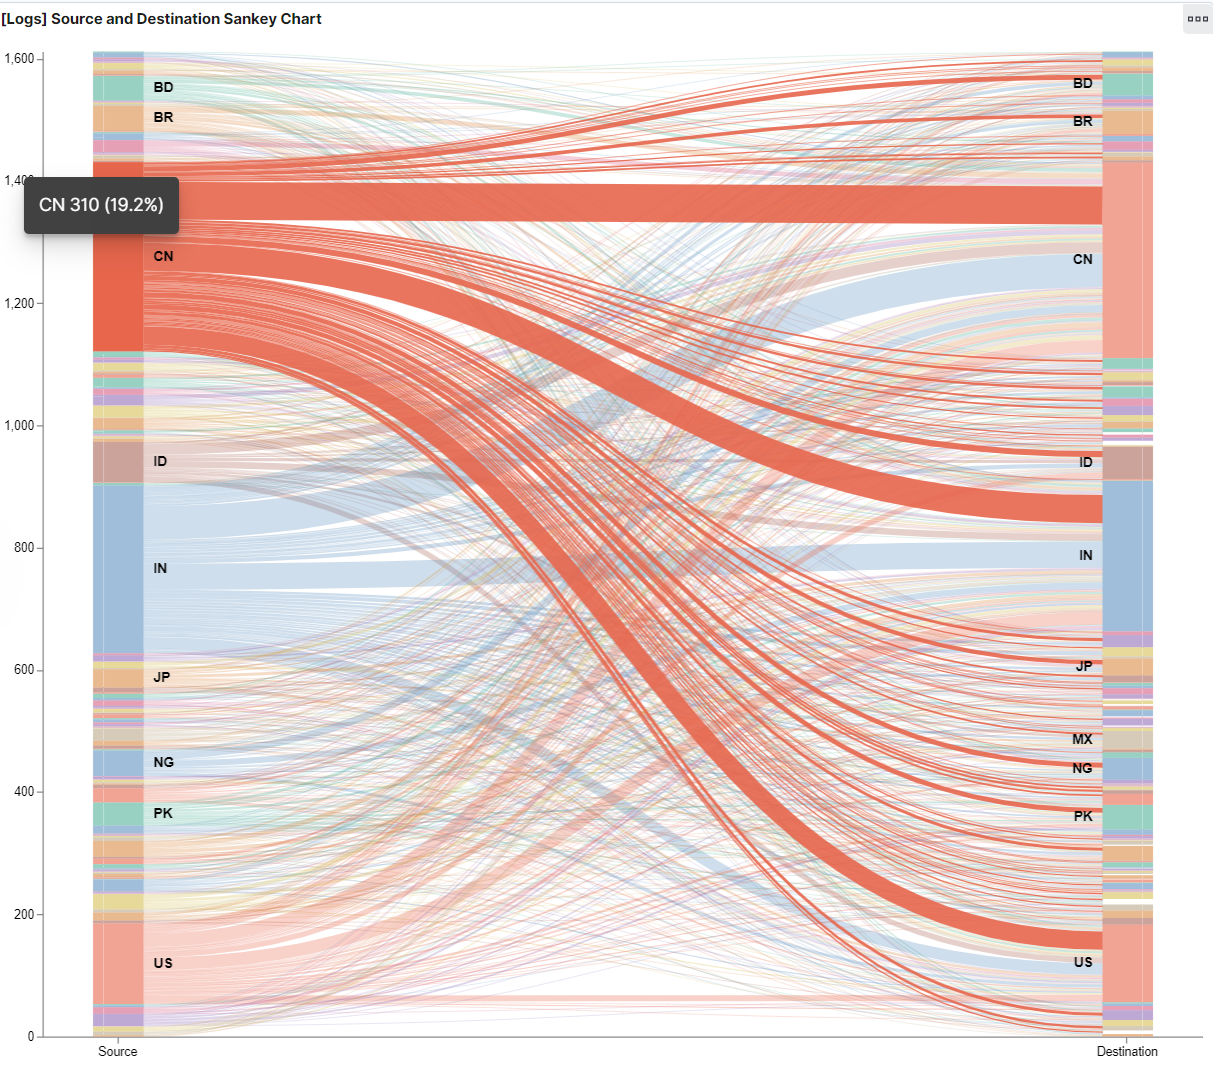 [Logs] Source and Destination Sankey Chart
1,600
BD
BD
BR
BR
1,400
CN 310 (19.2%)
CN
CN
1,200
1,000
ID
ID
800
IN
IN
600
JP
JP
MX
NG
NG
400
PK
PK
200
US
US
0
Source
Destination